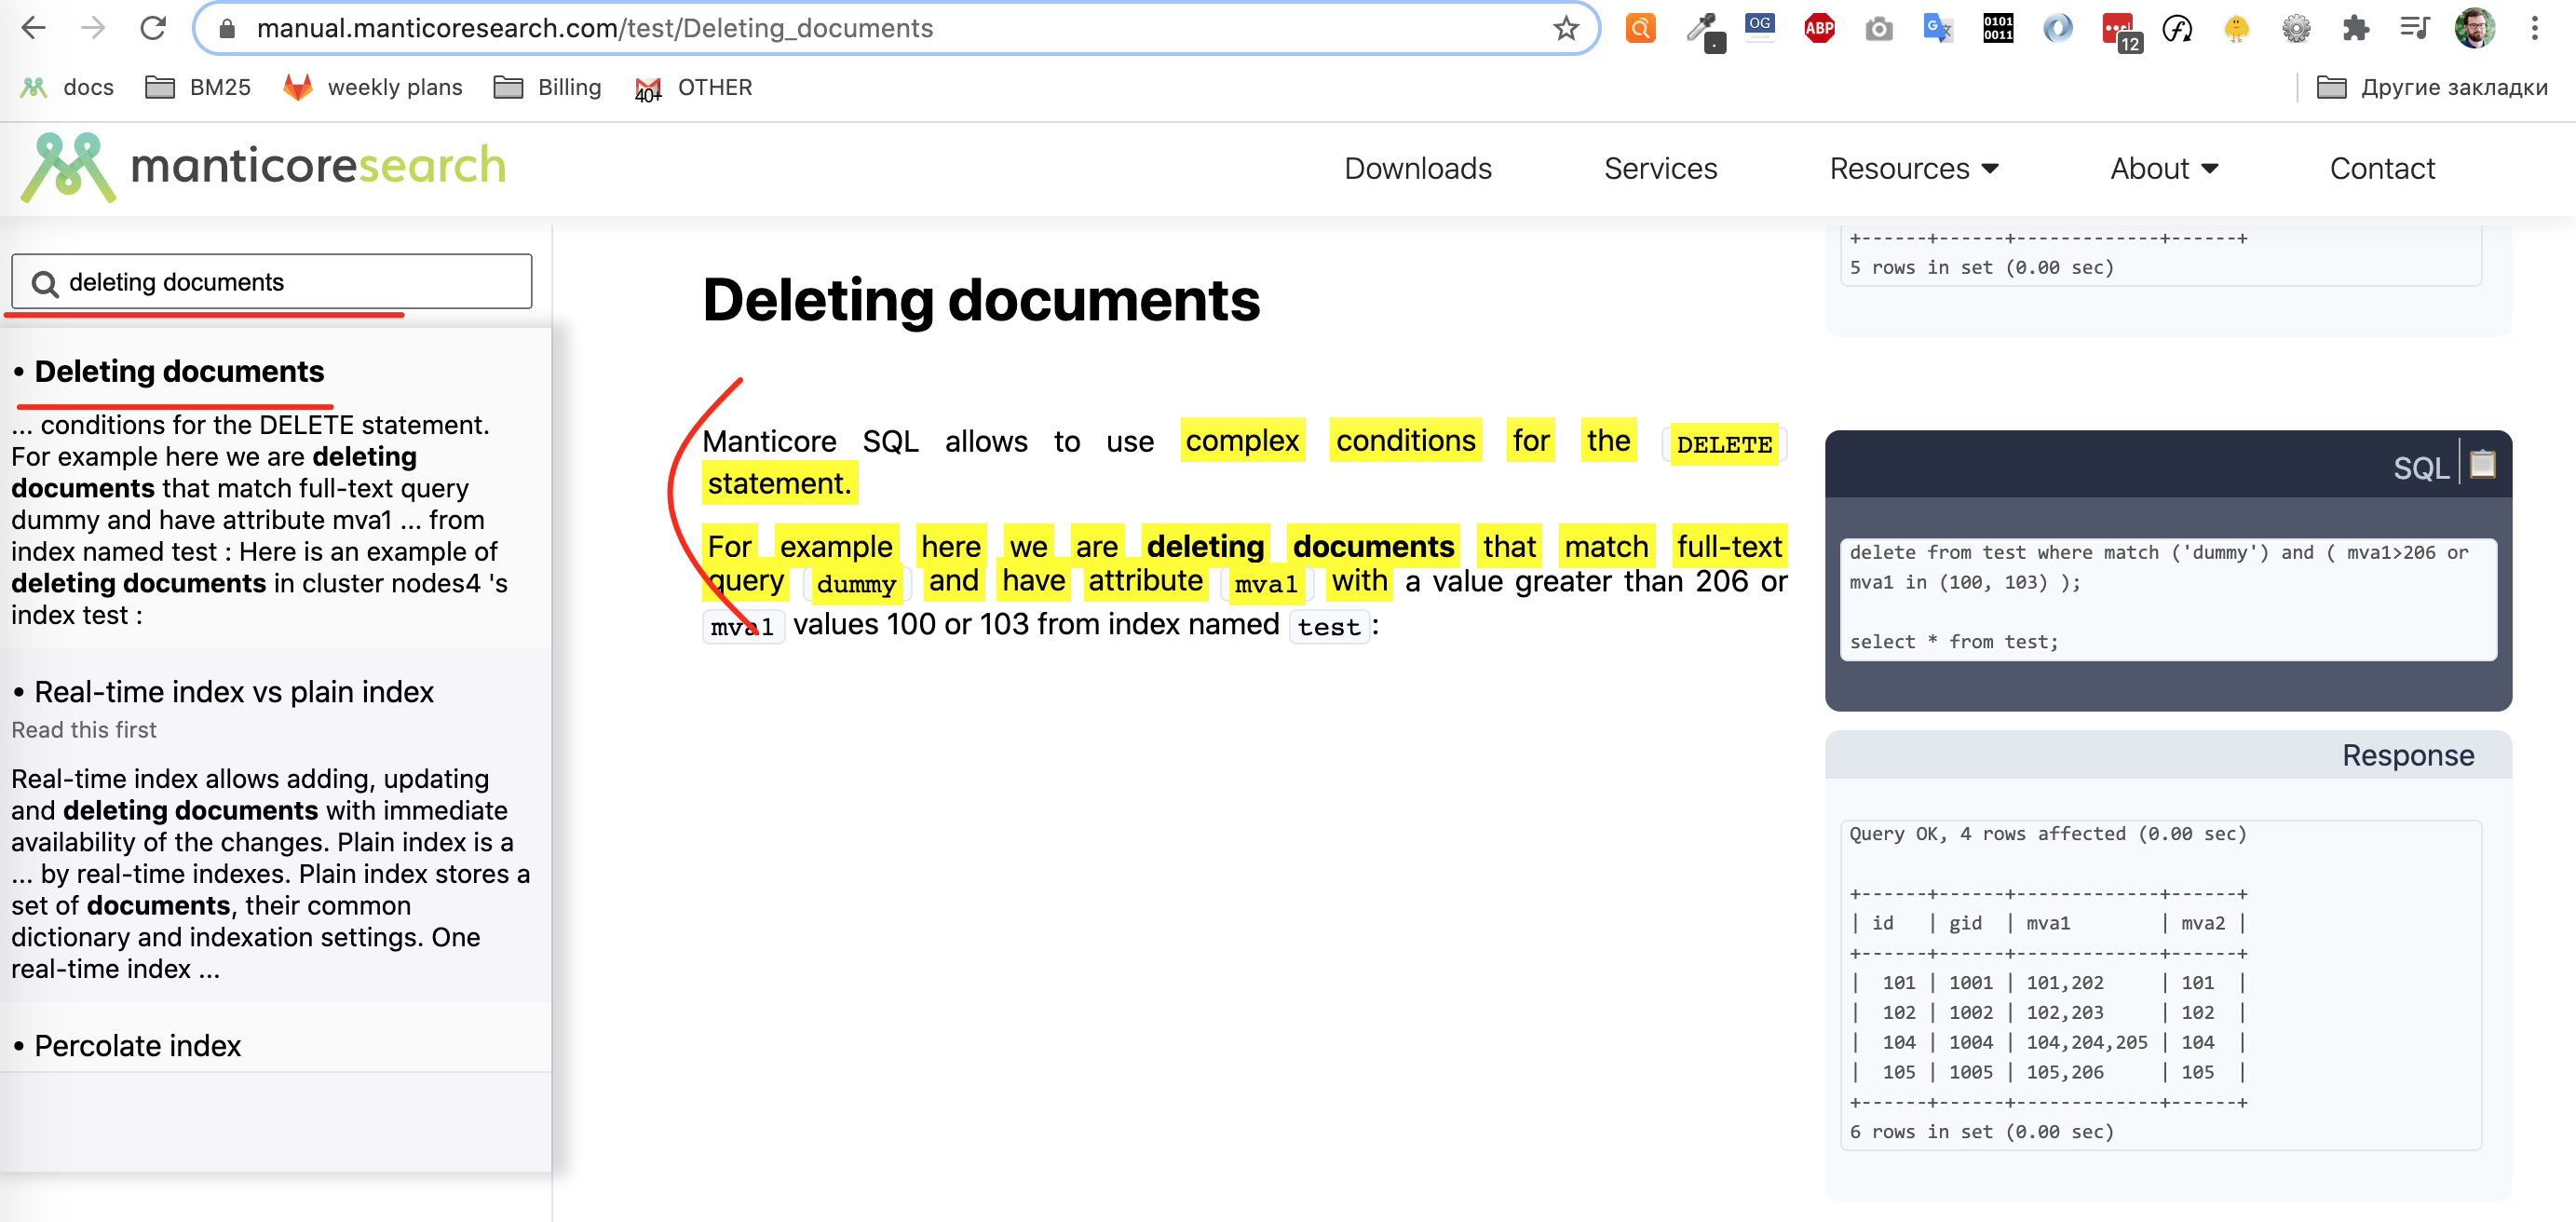 manual.manticoresearch.com/test/Deleting_documents
OG
ABP
0101
0011
12
docs
BM25
weekly plans
Billing
40+
OTHER
Другие закладки
manticoresearch
Downloads
Services
Resources
About
Contact
deleting documents
• Deleting documents
... conditions for the DELETE statement.
For example here we are deleting
documents that match full-text query
dummy and have attribute mva1 ... from
index named test : Here is an example of
deleting documents in cluster nodes4 's
index test :
• Real-time index vs plain index
Read this first
Real-time index allows adding, updating
and deleting documents with immediate
availability of the changes. Plain index is a
... by real-time indexes. Plain index stores a
set of documents, their common
dictionary and indexation settings. One
real-time index ...
• Percolate index
Deleting documents
Manticore SQL allows to use complex conditions for the DELETE
statement.
For example here we are deleting documents that match full-text
query dummy and have attribute mva1 with a value greater than 206 or
mva1 values 100 or 103 from index named test:
+------+------+-------------+------+
5 rows in set (0.00 sec)
SQL
delete from test where match ('dummy') and ( mva1>206 or
mva1 in (100, 103) );
select * from test;
Response
Query OK, 4 rows affected (0.00 sec)
+------+------+-------------+------+
| id   | gid  | mva1        | mva2 |
+------+------+-------------+------+
|  101 | 1001 | 101,202     | 101  |
|  102 | 1002 | 102,203     | 102  |
|  104 | 1004 | 104,204,205 | 104  |
|  105 | 1005 | 105,206     | 105  |
+------+------+-------------+------+
6 rows in set (0.00 sec)